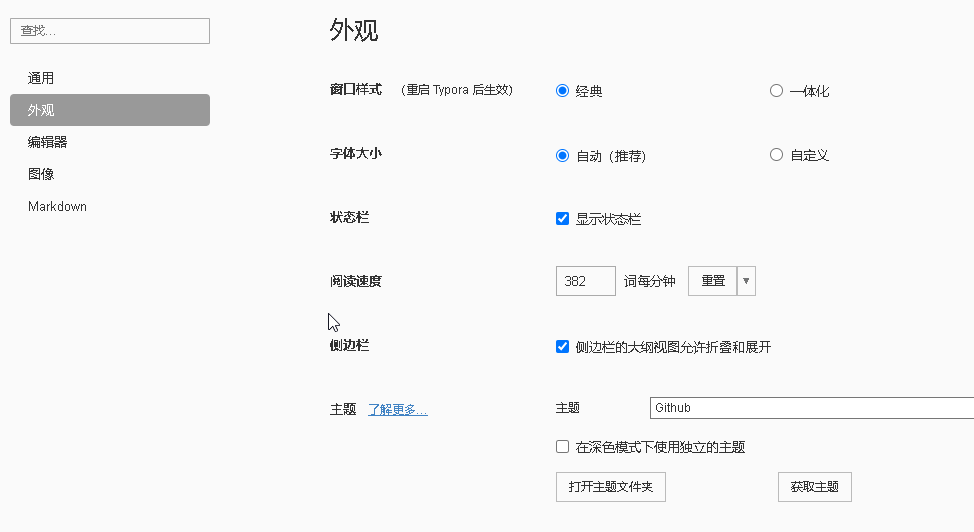 查找...
通用
外观
编辑器
图像
Markdown
外观
窗口样式 (重启 Typora 后生效) 经典 一体化
字体大小 自动 (推荐) 自定义
状态栏 显示状态栏
阅读速度 382 词每分钟 重置
侧边栏 侧边栏的大纲视图允许折叠和展开
主题 了解更多... 主题 Github
在深色模式下使用独立的主题
打开主题文件夹 获取主题